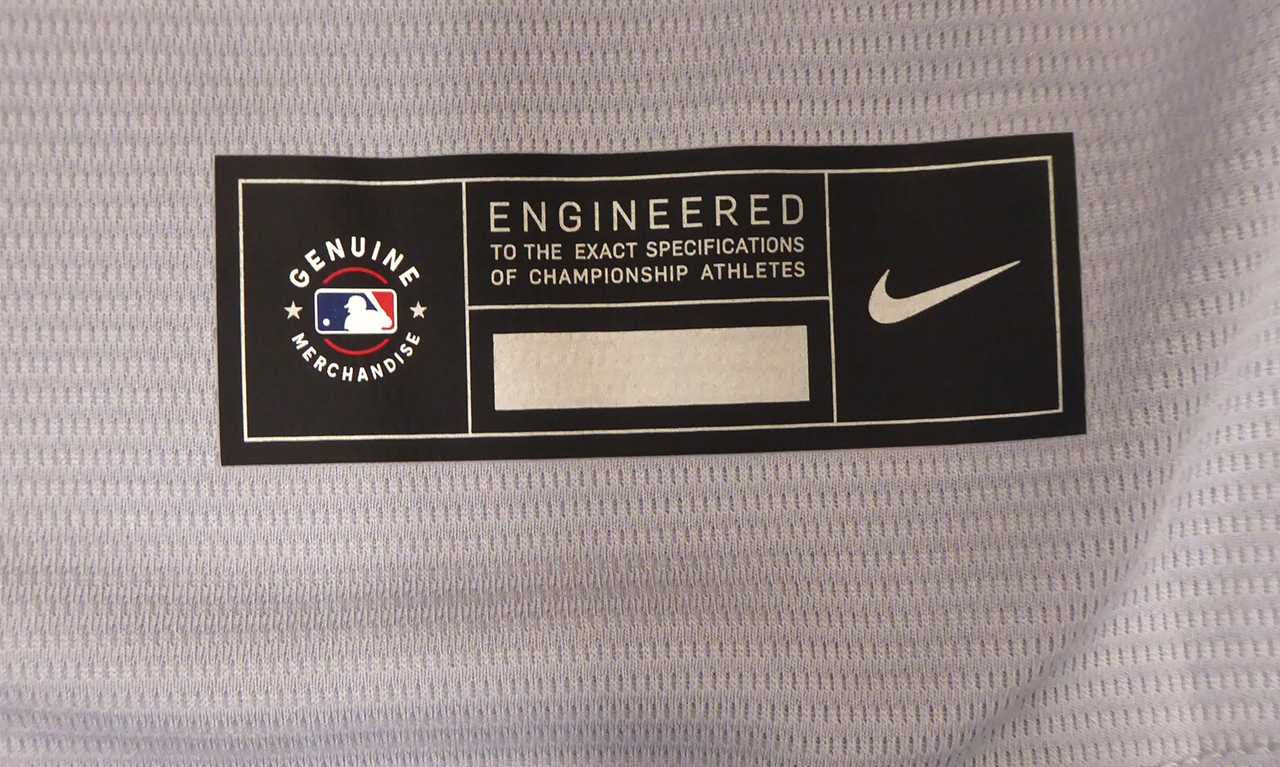 GENUINE
MERCHANDISE
ENGINEERED
TO THE EXACT SPECIFICATIONS
OF CHAMPIONSHIP ATHLETES